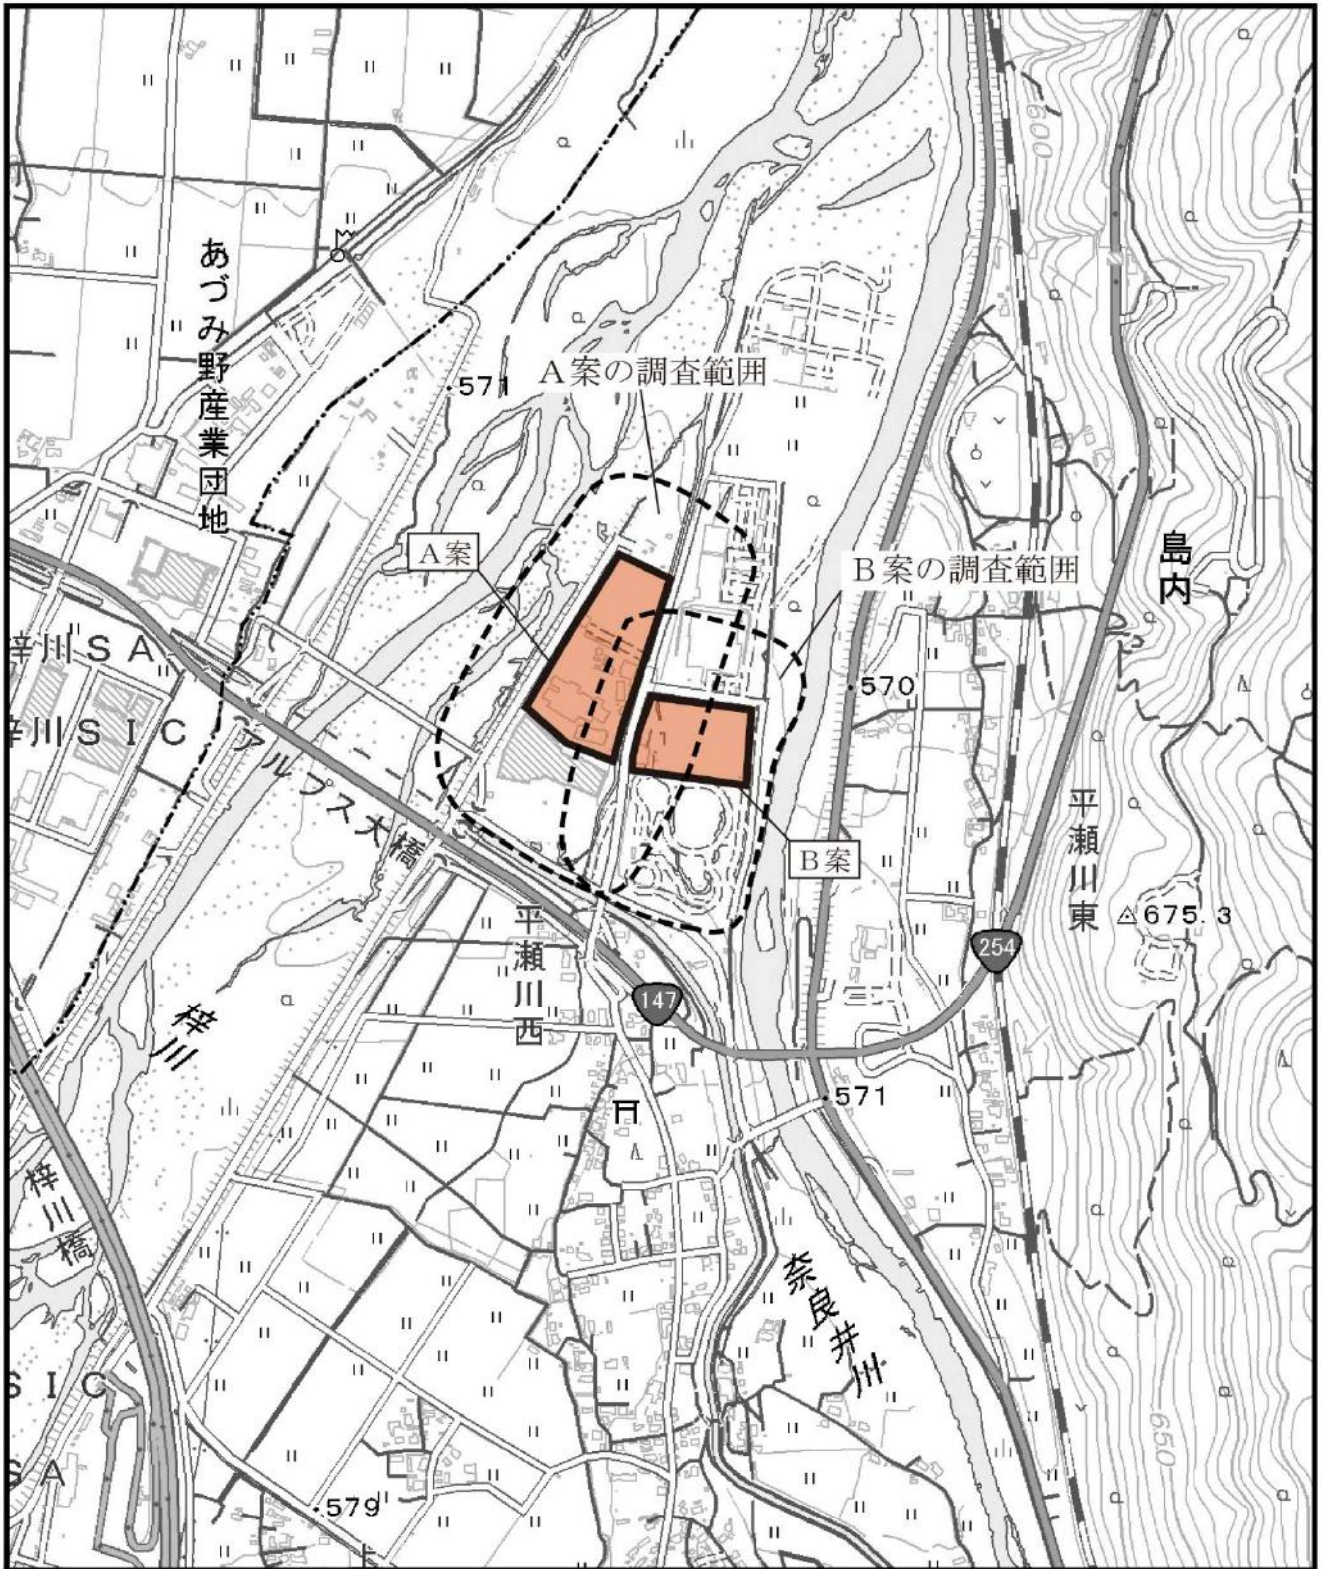 600
あづみ野産業団地
571
A案の調査範囲
A案
B案の調査範囲
島内
梓川SA
570
梓川SIC
アルプス大橋
平瀬川東
B案
675.3
平瀬川西
254
147
梓川
571
梓川橋
奈良井川
SIC
650
SA
579